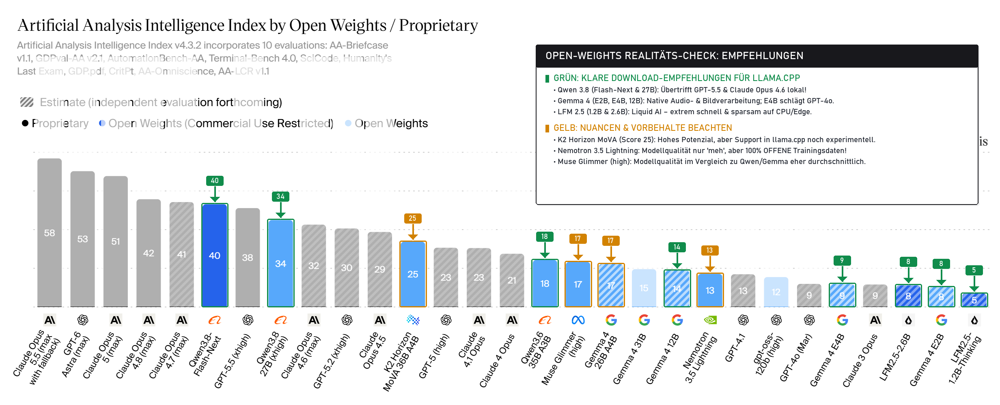 Artificial Analysis Intelligence Index by Open Weights / Proprietary
Artificial Analysis Intelligence Index v4.3.2 incorporates 10 evaluations: AA-Briefcase
v1.1, GDPval-AA v2.1, AutomationBench-AA, Terminal-Bench 4.0, SciCode, Humanity's
Last Exam, GDP.pdf, CritPt, AA-Omniscience, AA-LCR v1.1
Estimate (independent evaluation forthcoming)
Proprietary
Open Weights (Commercial Use Restricted)
Open Weights
OPEN-WEIGHTS REALITÄTS-CHECK: EMPFEHLUNGEN
GRÜN: KLARE DOWNLOAD-EMPFEHLUNGEN FÜR LLAMA.CPP
· Qwen 3.8 (Flash-Next & 27B): Übertrifft GPT-5.5 & Claude Opus 4.6 lokal!
· Gemma 4 (E2B, E4B, 12B): Native Audio- & Bildverarbeitung; E4B schlägt GPT-4o.
· LFM 2.5 (1.2B & 2.6B): Liquid AI – extrem schnell & sparsam auf CPU/Edge.
GELB: NUANCEN & VORBEHALTE BEACHTEN
· K2 Horizon MoVA (Score 25): Hohes Potenzial, aber Support in llama.cpp noch experimentell.
· Nemotron 3.5 Lightning: Modellqualität nur 'meh', aber 100% OFFENE Trainingsdaten!
· Muse Glimmer (high): Modellqualität im Vergleich zu Qwen/Gemma eher durchschnittlich.
is
40
34
25
18
17
17
14
13
9
8
8
5
58
53
51
42
41
40
38
34
32
30
29
25
23
23
21
18
17
17
15
14
13
13
12
9
9
9
8
8
5
Claude Opus
5.5 (max
with fallback)
GPT-6
Astra (max)
Claude Opus
5 (max)
Claude Opus
4.8 (max)
Claude Opus
4.7 (max)
Qwen3.8-
Flash-Next
GPT-5.5 (xhigh)
Qwen3.8
27B (xhigh)
Claude Opus
4.6 (max)
GPT-5.2 (xhigh)
Claude
Opus 4.5
K2 Horizon
MoVA 36B A4B
GPT-5 (high)
Claude
4.1 Opus
Claude 4 Opus
Qwen3.6
35B A3B
Muse Glimmer
(high)
Gemma 4
26B A4B
Gemma 4 31B
Gemma 4 12B
Nemotron
3.5 Lightning
GPT-4.1
gpt-oss-
120b (high)
GPT-4o (Mar)
Gemma 4 E4B
Claude 3 Opus
LFM2.5-2.6B
Gemma 4 E2B
LFM2.5-
1.2B-Thinking